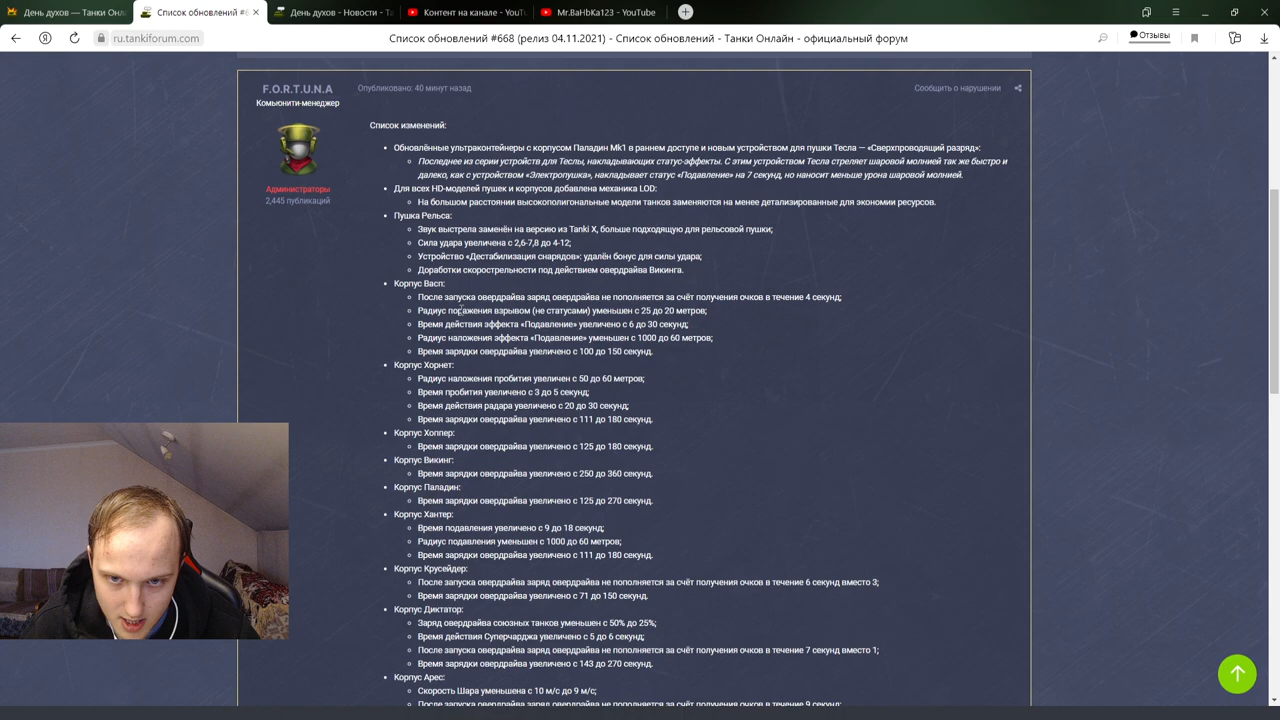 День духов — Танки Онл
Список обновлений #6
День духов - Новости - Та
Контент на канале - YouTu
Mr.BaHbKa123 - YouTube
ru.tankiforum.com
Список обновлений #668 (релиз 04.11.2021) - Список обновлений - Танки Онлайн - официальный форум
Отзывы
F.O.R.T.U.N.A
Комьюнити-менеджер
Администраторы
2,445 публикаций
Опубликовано: 40 минут назад
Сообщить о нарушении
Список изменений:
Обновлённые ультраконтейнеры с корпусом Паладин Mk1 в раннем доступе и новым устройством для пушки Тесла — «Сверхпроводящий разряд»:
Последнее из серии устройств для Теслы, накладывающих статус-эффекты. С этим устройством Тесла стреляет шаровой молнией так же быстро и
далеко, как с устройством «Электропушка», накладывает статус «Подавление» на 7 секунд, но наносит меньше урона шаровой молнией.
Для всех HD-моделей пушек и корпусов добавлена механика LOD:
На большом расстоянии высокополигональные модели танков заменяются на менее детализированные для экономии ресурсов.
Пушка Рельса:
Звук выстрела заменён на версию из Tanki X, больше подходящую для рельсовой пушки;
Сила удара увеличена с 2,6-7,8 до 4-12;
Устройство «Дестабилизация снарядов»: удалён бонус для силы удара;
Доработки скорострельности под действием овердрайва Викинга.
Корпус Васп:
После запуска овердрайва заряд овердрайва не пополняется за счёт получения очков в течение 4 секунд;
Радиус поражения взрывом (не статусами) уменьшен с 25 до 20 метров;
Время действия эффекта «Подавление» увеличено с 6 до 30 секунд;
Радиус наложения эффекта «Подавление» уменьшен с 1000 до 60 метров;
Время зарядки овердрайва увеличено с 100 до 150 секунд.
Корпус Хорнет:
Радиус наложения пробития увеличен с 50 до 60 метров;
Время пробития увеличено с 3 до 5 секунд;
Время действия радара увеличено с 20 до 30 секунд;
Время зарядки овердрайва увеличено с 111 до 180 секунд.
Корпус Хоппер:
Время зарядки овердрайва увеличено с 125 до 180 секунд.
Корпус Викинг:
Время зарядки овердрайва увеличено с 250 до 360 секунд.
Корпус Паладин:
Время зарядки овердрайва увеличено с 125 до 270 секунд.
Корпус Хантер:
Время подавления увеличено с 9 до 18 секунд;
Радиус подавления уменьшен с 1000 до 60 метров;
Время зарядки овердрайва увеличено с 111 до 180 секунд.
Корпус Крусейдер:
После запуска овердрайва заряд овердрайва не пополняется за счёт получения очков в течение 6 секунд вместо 3;
Время зарядки овердрайва увеличено с 71 до 150 секунд.
Корпус Диктатор:
Заряд овердрайва союзных танков уменьшен с 50% до 25%;
Время действия Суперчарджа увеличено с 5 до 6 секунд;
После запуска овердрайва заряд овердрайва не пополняется за счёт получения очков в течение 7 секунд вместо 1;
Время зарядки овердрайва увеличено с 143 до 270 секунд.
Корпус Арес:
Скорость Шара уменьшена с 10 м/с до 9 м/с;
После запуска овердрайва заряд овердрайва не пополняется за счёт получения очков в течение 9 секунд;